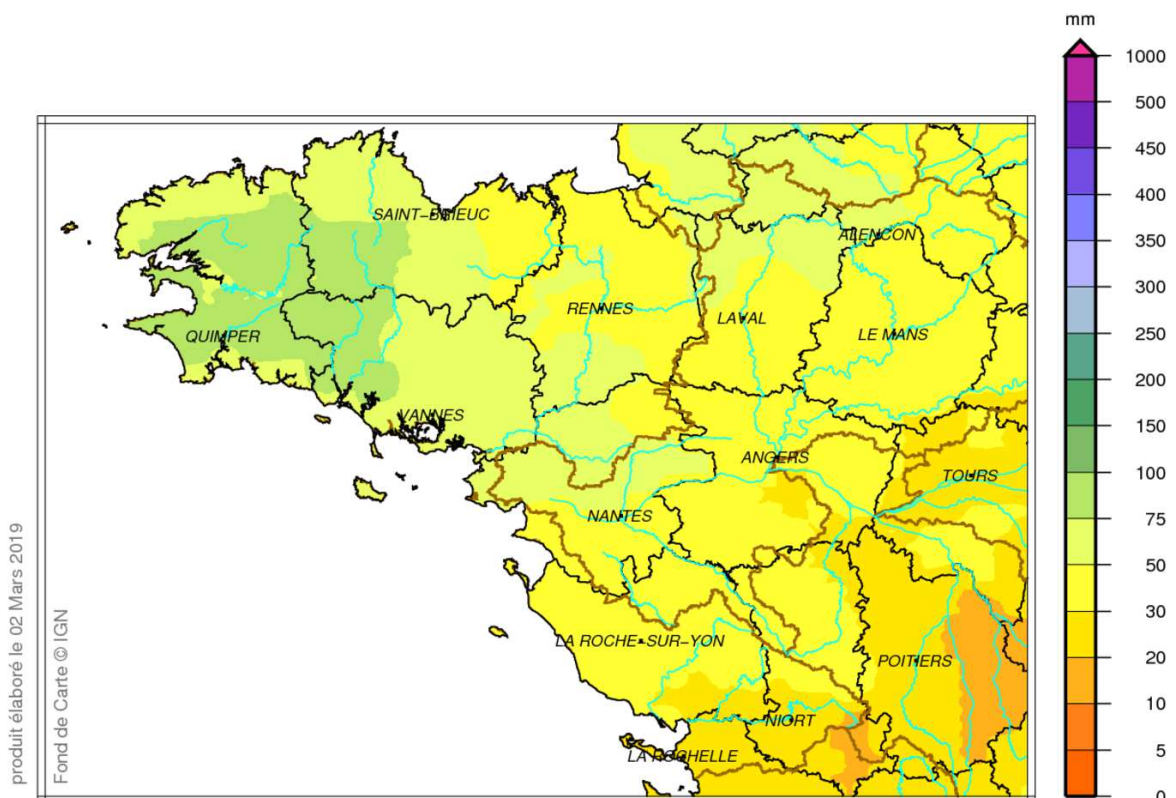 mm
1000
500
450
400
350
300
250
200
150
100
75
50
30
20
10
5
0
SAINT-BRIEUC
ALENCON
RENNES
LAVAL
LE MANS
QUIMPER
VANNES
ANGERS
TOURS
NANTES
LA ROCHE-SUR-YON
POITIERS
NIORT
LA ROCHELLE
produit élaboré le 02 Mars 2019
Fond de Carte © IGN